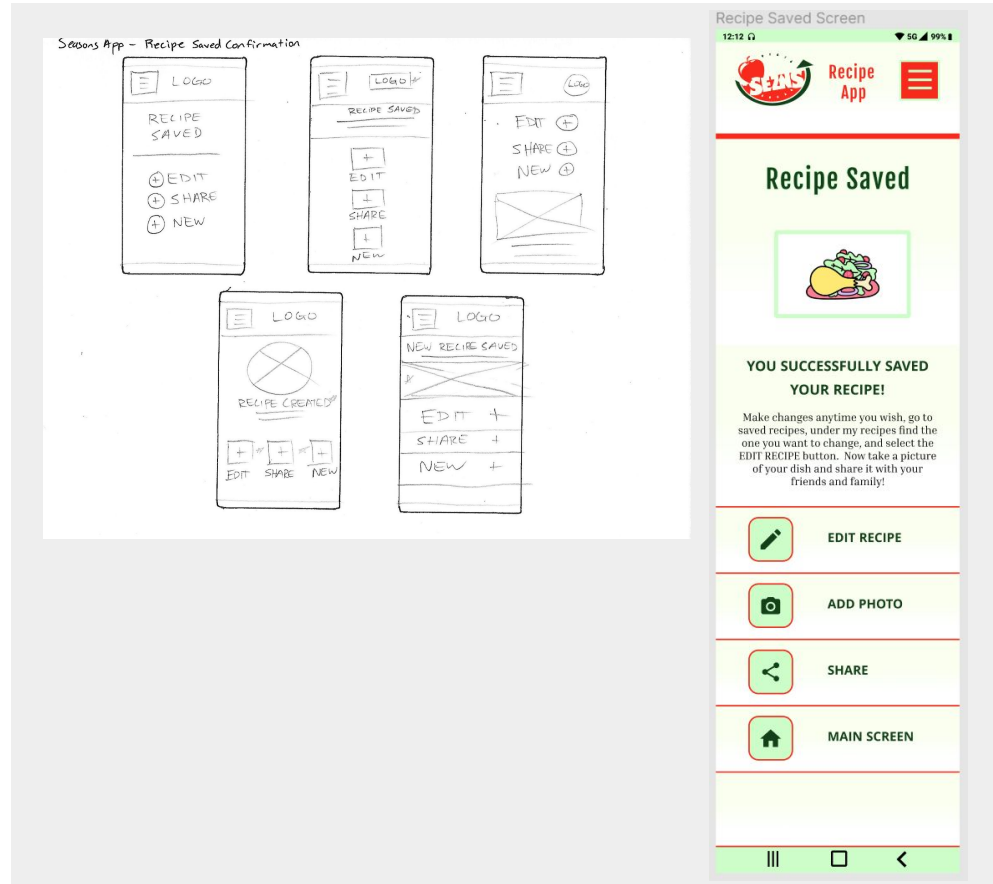 Seasons App - Recipe Saved Confirmation
LOGO
RECIPE
SAVED
EDIT
SHARE
NEW
LOGO
RECIPE SAVED
EDIT
SHARE
NEW
LOGO
EDIT
SHARE
NEW
LOGO
RECIPE CREATED
EDIT SHARE NEW
LOGO
NEW RECIPE SAVED
EDIT
SHARE
NEW
Recipe Saved Screen
12:12 5G 99%
SEZNS
Recipe
App
Recipe Saved
YOU SUCCESSFULLY SAVED
YOUR RECIPE!
Make changes anytime you wish, go to
saved recipes, under my recipes find the
one you want to change, and select the
EDIT RECIPE button. Now take a picture
of your dish and share it with your
friends and family!
EDIT RECIPE
ADD PHOTO
SHARE
MAIN SCREEN